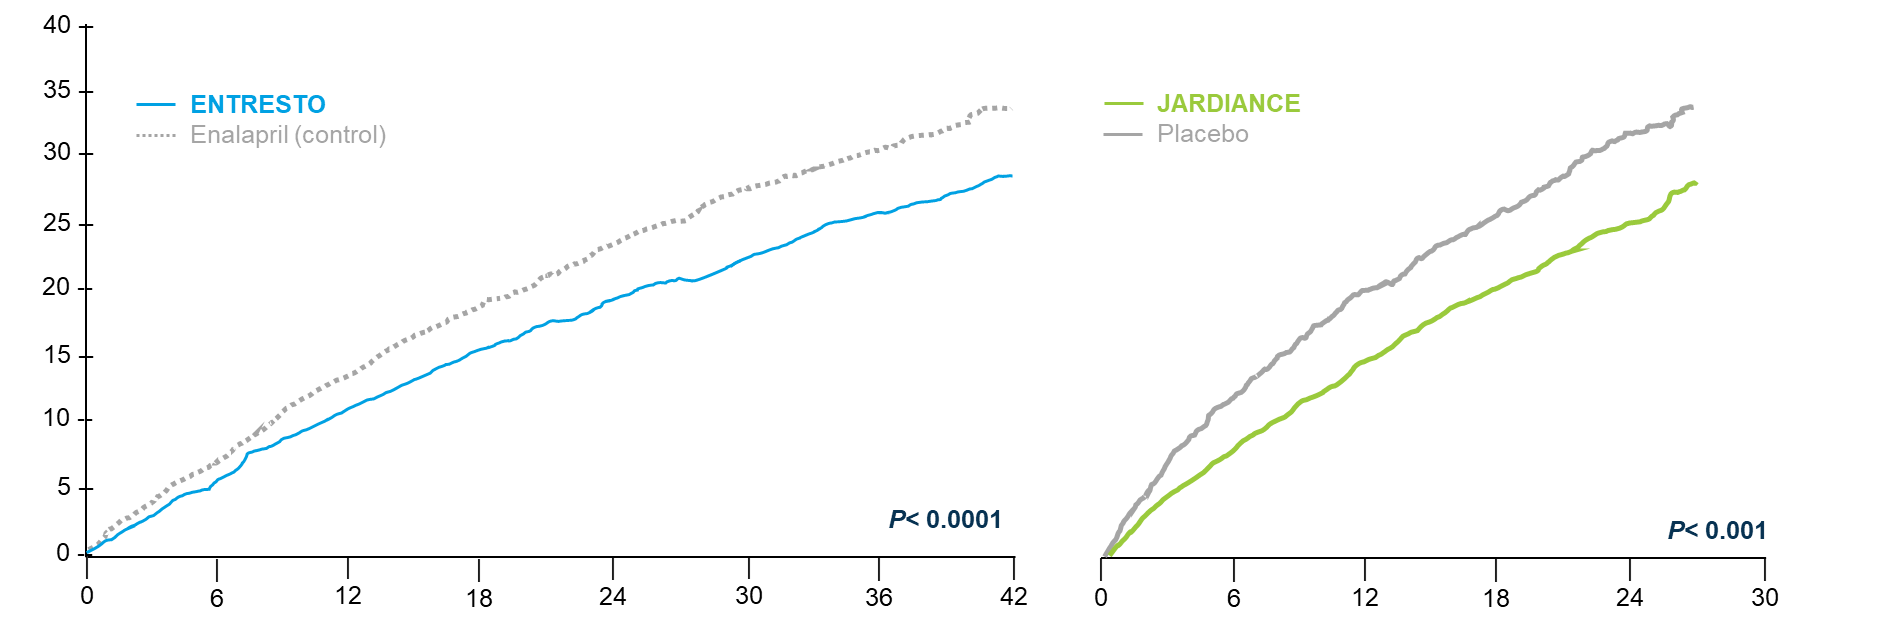 40
35
30
25
20
15
10
5
0
ENTRESTO
Enalapril (control)
P< 0.0001
0 6 12 18 24 30 36 42
JARDIANCE
Placebo
P< 0.001
0 6 12 18 24 30